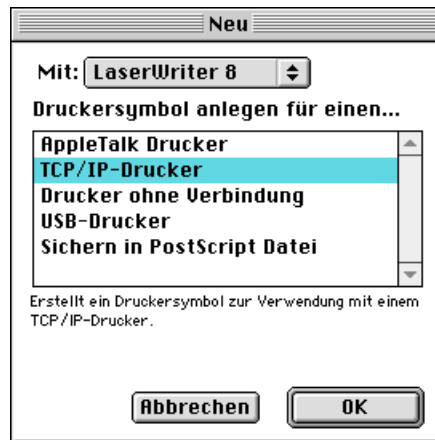 Neu
Mit: LaserWriter 8
Druckersymbol anlegen für einen...
AppleTalk Drucker
TCP/IP-Drucker
Drucker ohne Verbindung
USB-Drucker
Sichern in PostScript Datei
Erstellt ein Druckersymbol zur Verwendung mit einem
TCP/IP-Drucker.
Abbrechen OK